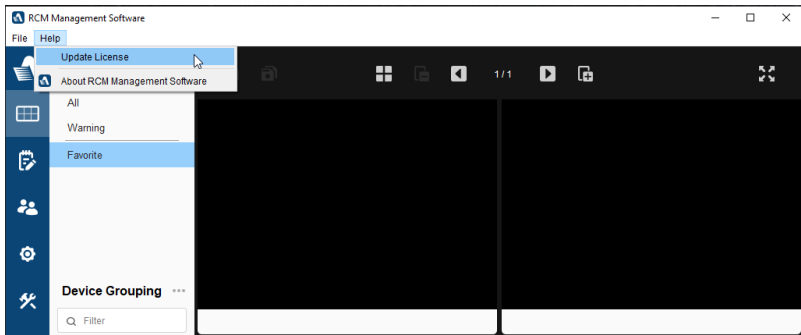 RCM Management Software
File Help
Update License
About RCM Management Software
1/1
All
Warning
Favorite
Device Grouping
Filter